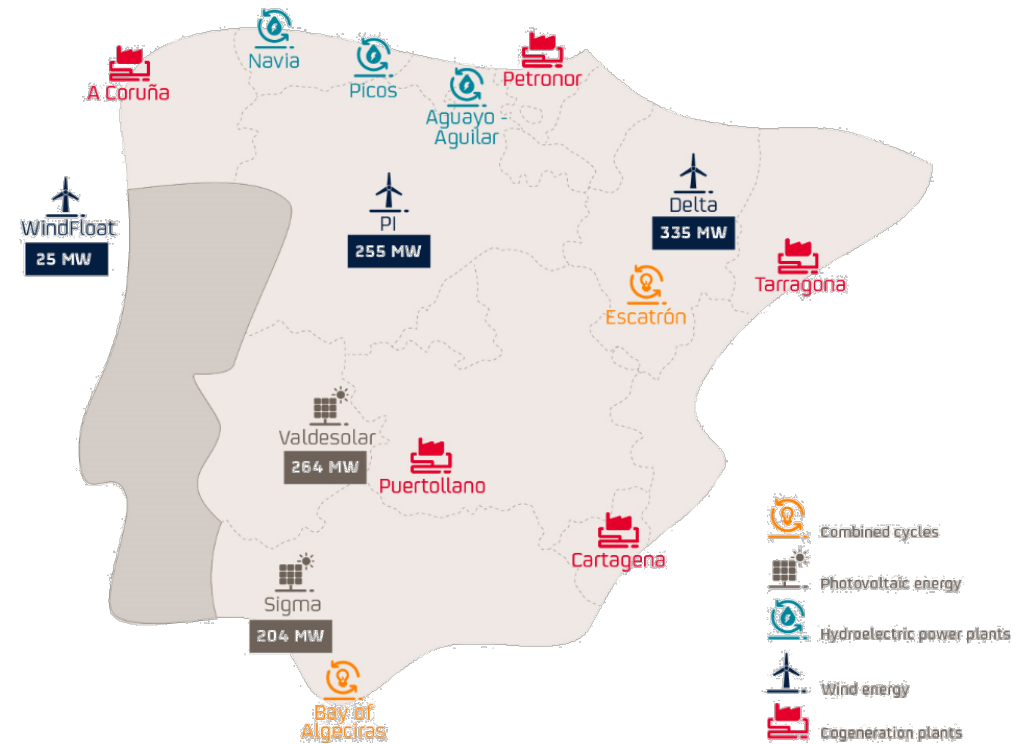 Navia
Picos
Petronor
A Coruña
Aguayo -
Aguilar
WindFloat
25 MW
PI
255 MW
Delta
335 MW
Tarragona
Escatrón
Valdesolar
264 MW
Puertollano
Cartagena
Sigma
204 MW
Bay of
Algeciras
Combined cycles
Photovoltaic energy
Hydroelectric power plants
Wind energy
Cogeneration plants